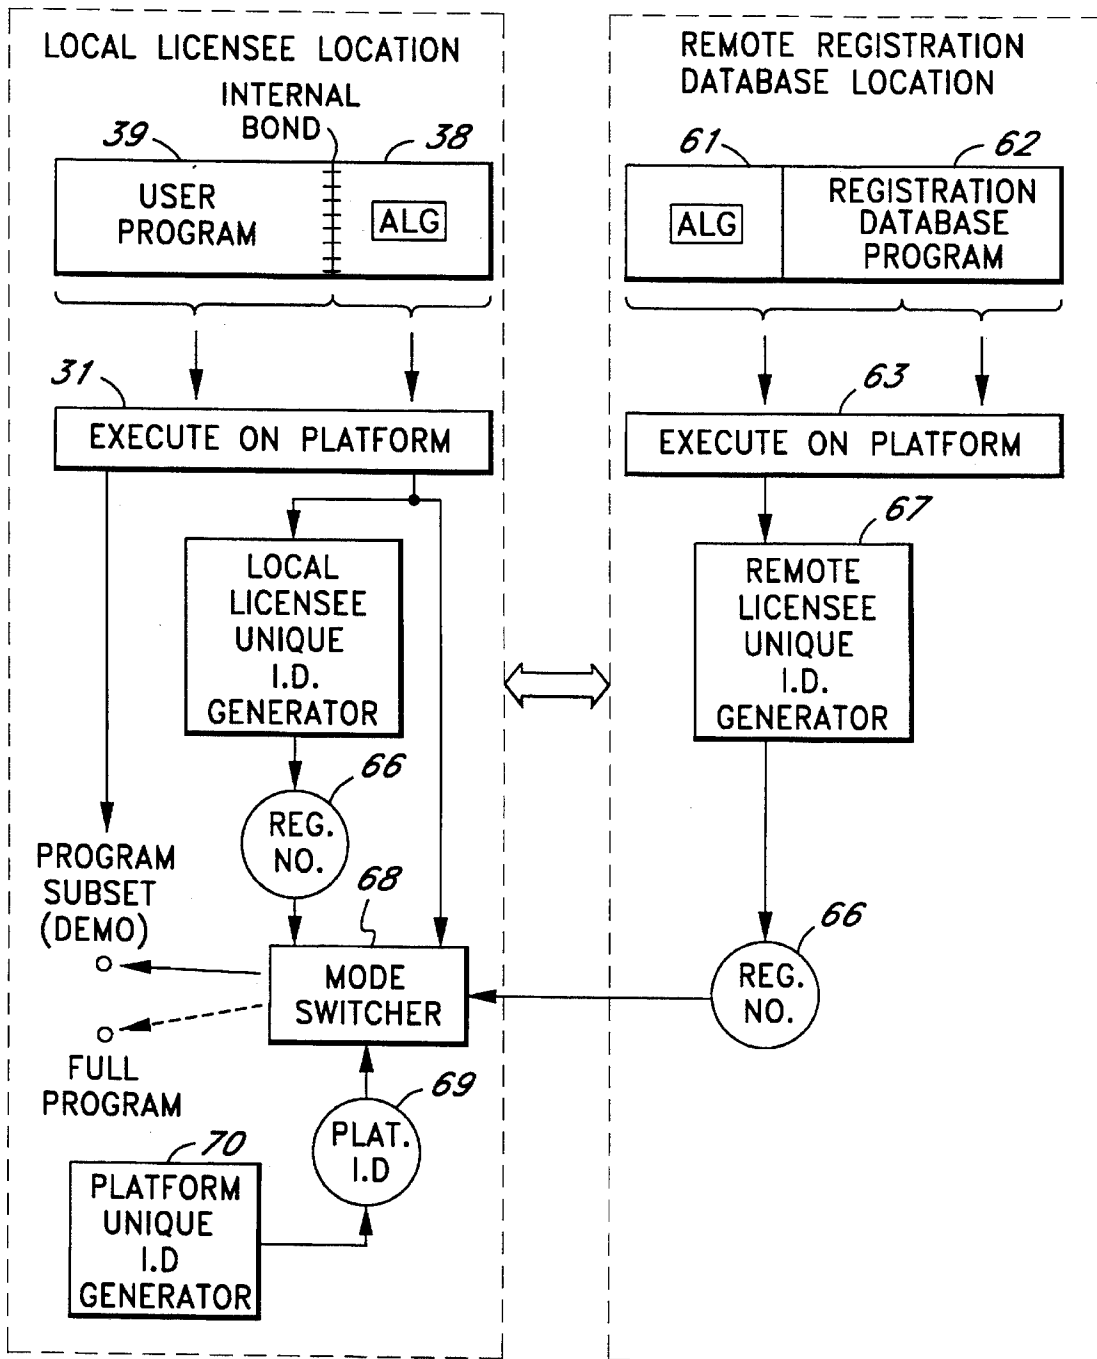 LOCAL LICENSEE LOCATION
INTERNAL
BOND
39
38
USER
PROGRAM
ALG
31
EXECUTE ON PLATFORM
LOCAL
LICENSEE
UNIQUE
I.D.
GENERATOR
66
REG.
NO.
PROGRAM
SUBSET
(DEMO)
68
MODE
SWITCHER
FULL
PROGRAM
69
PLAT.
I.D
70
PLATFORM
UNIQUE
I.D
GENERATOR
REMOTE REGISTRATION
DATABASE LOCATION
61
62
ALG
REGISTRATION
DATABASE
PROGRAM
63
EXECUTE ON PLATFORM
67
REMOTE
LICENSEE
UNIQUE
I.D.
GENERATOR
66
REG.
NO.